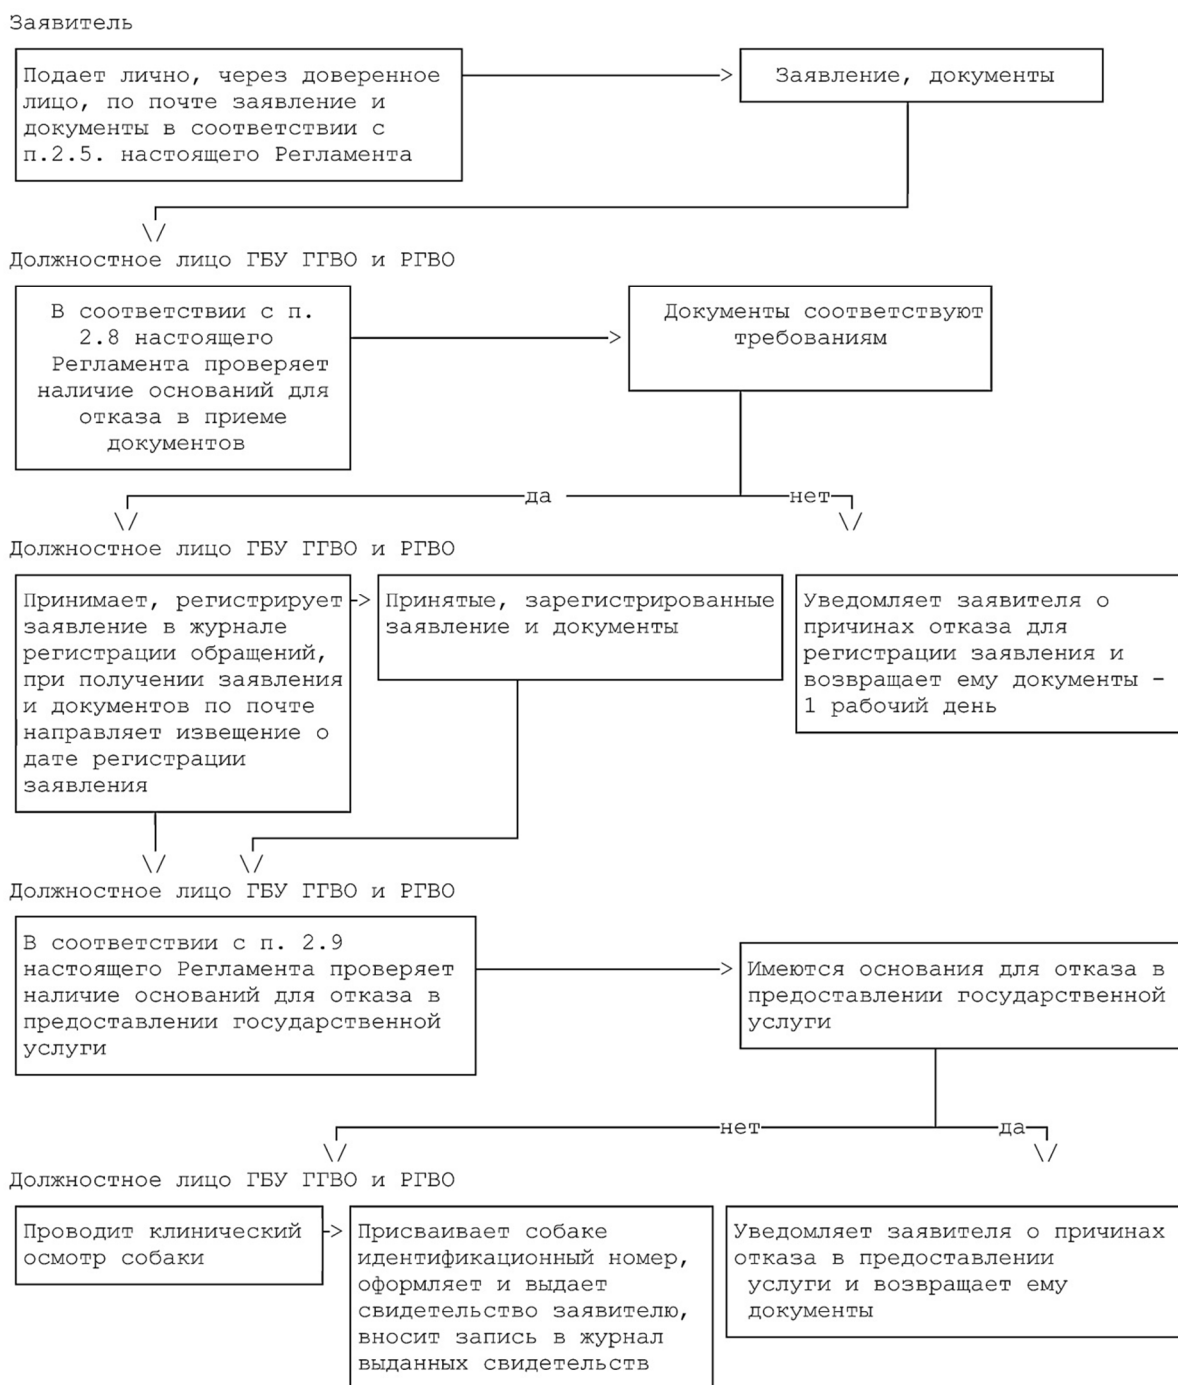 Заявитель
Подает лично, через доверенное
лицо, по почте заявление и
документы в соответствии с
п.2.5. настоящего Регламента
>
Заявление, документы
\/
Должностное лицо ГБУ ГГВО и РГВО
В соответствии с п.
2.8 настоящего
Регламента проверяет
наличие оснований для
отказа в приеме
документов
>
Документы соответствуют
требованиям
да
нет
\/
\/
Должностное лицо ГБУ ГГВО и РГВО
Принимает, регистрирует
заявление в журнале
регистрации обращений,
при получении заявления
и документов по почте
направляет извещение о
дате регистрации
заявления
>
Принятые, зарегистрированные
заявление и документы
Уведомляет заявителя о
причинах отказа для
регистрации заявления и
возвращает ему документы -
1 рабочий день
\/
\/
Должностное лицо ГБУ ГГВО и РГВО
В соответствии с п. 2.9
настоящего Регламента проверяет
наличие оснований для отказа в
предоставлении государственной
услуги
>
Имеются основания для отказа в
предоставлении государственной
услуги
нет
да
\/
\/
Должностное лицо ГБУ ГГВО и РГВО
Проводит клинический
осмотр собаки
>
Присваивает собаке
идентификационный номер,
оформляет и выдает
свидетельство заявителю,
вносит запись в журнал
выданных свидетельств
Уведомляет заявителя о причинах
отказа в предоставлении
услуги и возвращает ему
документы